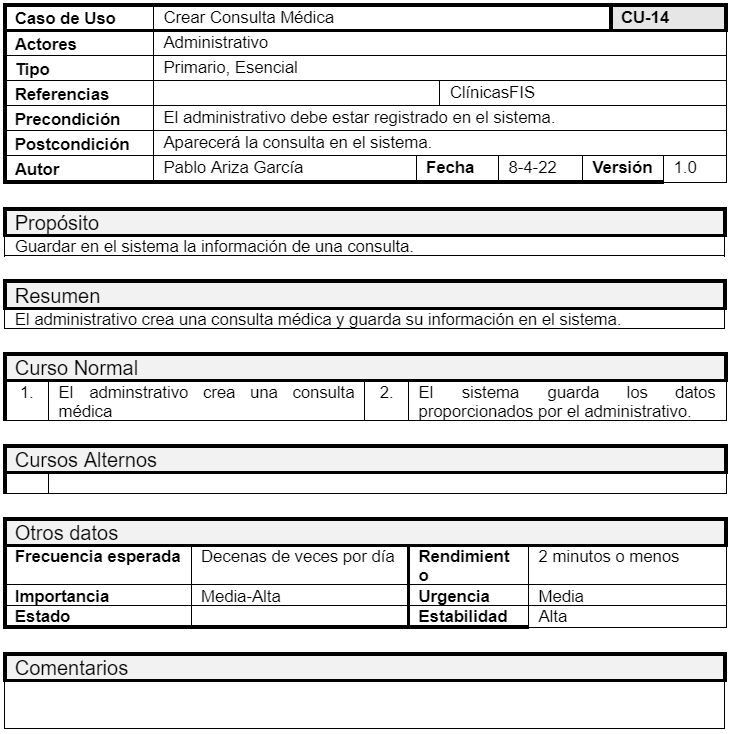 Caso de Uso Crear Consulta Médica CU-14
Actores Administrativo
Tipo Primario, Esencial
Referencias ClínicasFIS
Precondición El administrativo debe estar registrado en el sistema.
Postcondición Aparecerá la consulta en el sistema.
Autor Pablo Ariza García Fecha 8-4-22 Versión 1.0
Propósito
Guardar en el sistema la información de una consulta.
Resumen
El administrativo crea una consulta médica y guarda su información en el sistema.
Curso Normal
1. El adminstrativo crea una consulta
médica
2. El sistema guarda los datos
proporcionados por el administrativo.
Cursos Alternos
Otros datos
Frecuencia esperada Decenas de veces por día Rendimient
o
2 minutos o menos
Importancia Media-Alta Urgencia Media
Estado Estabilidad Alta
Comentarios